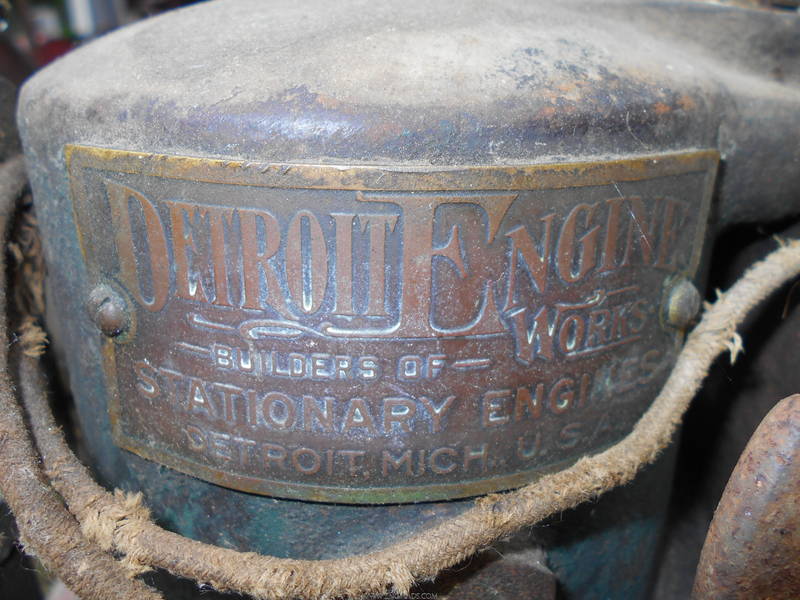 DETROIT ENGINE
WORKS
BUILDERS OF
STATIONARY ENGINES
DETROIT, MICH., U.S.A.